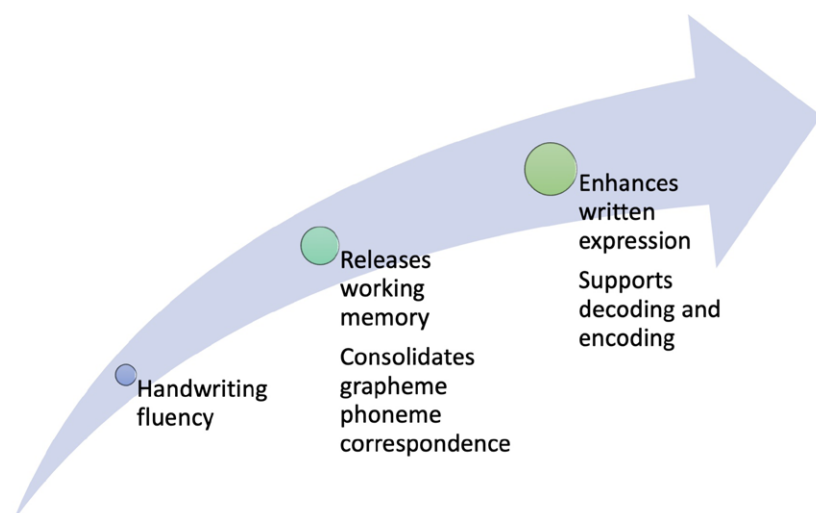 Handwriting
fluency
Releases
working
memory
Consolidates
grapheme
phoneme
correspondence
Enhances
written
expression
Supports
decoding and
encoding